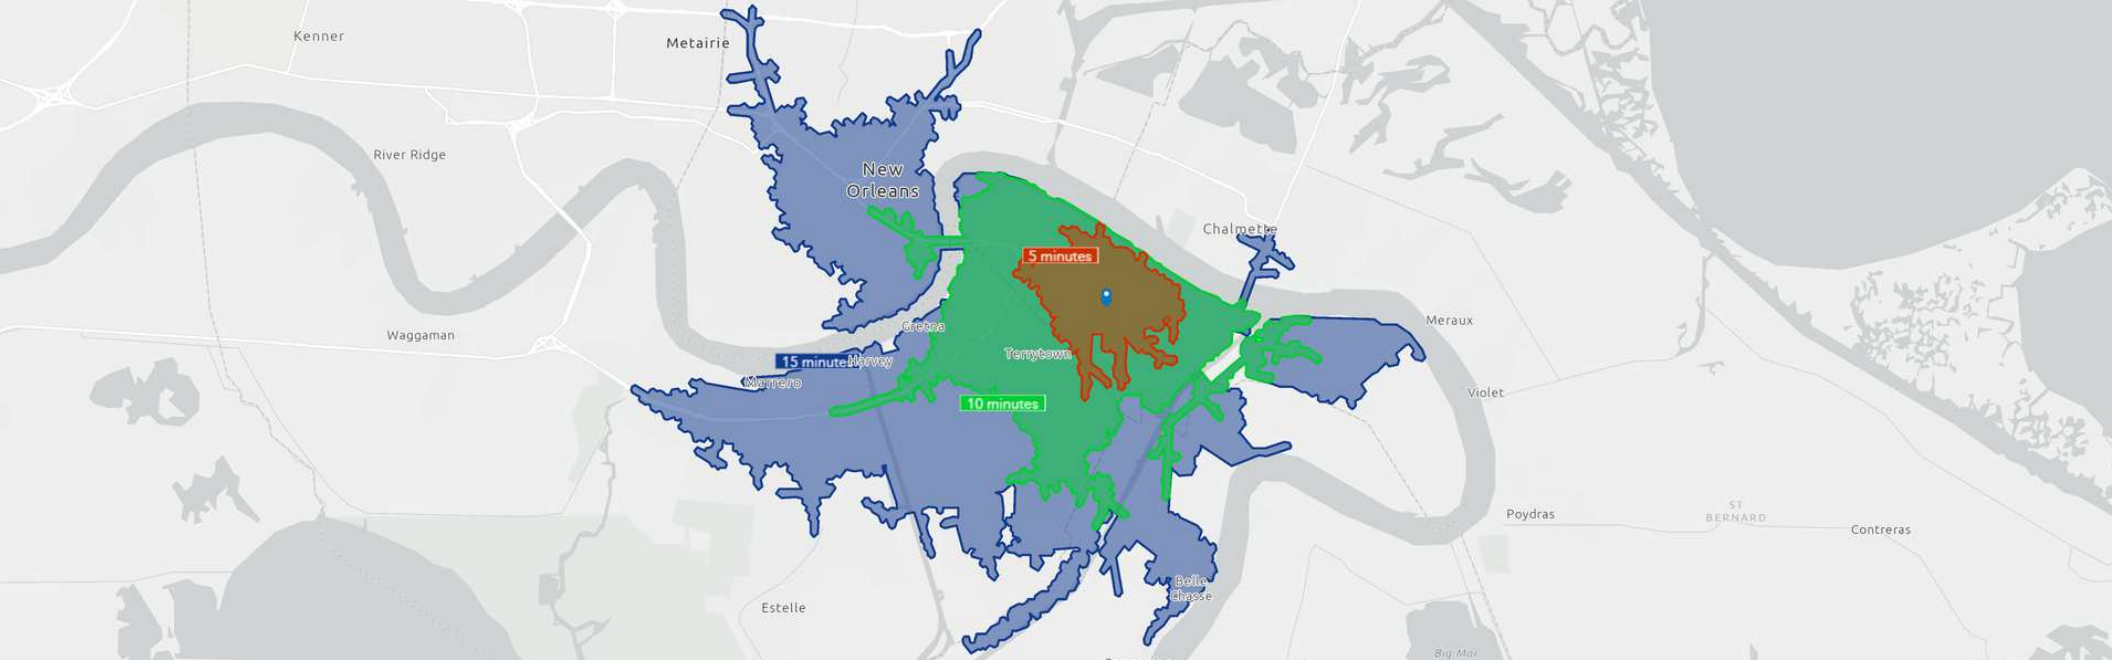 Kenner
Metairie
River Ridge
New
Orleans
Chalmette
5 minutes
Waggaman
Gretna
Meraux
15 minutes
Harvey
Terrytown
Marrero
Violet
10 minutes
ST
BERNARD
Poydras
Contreras
Belle
Chasse
Estelle
Big Mar